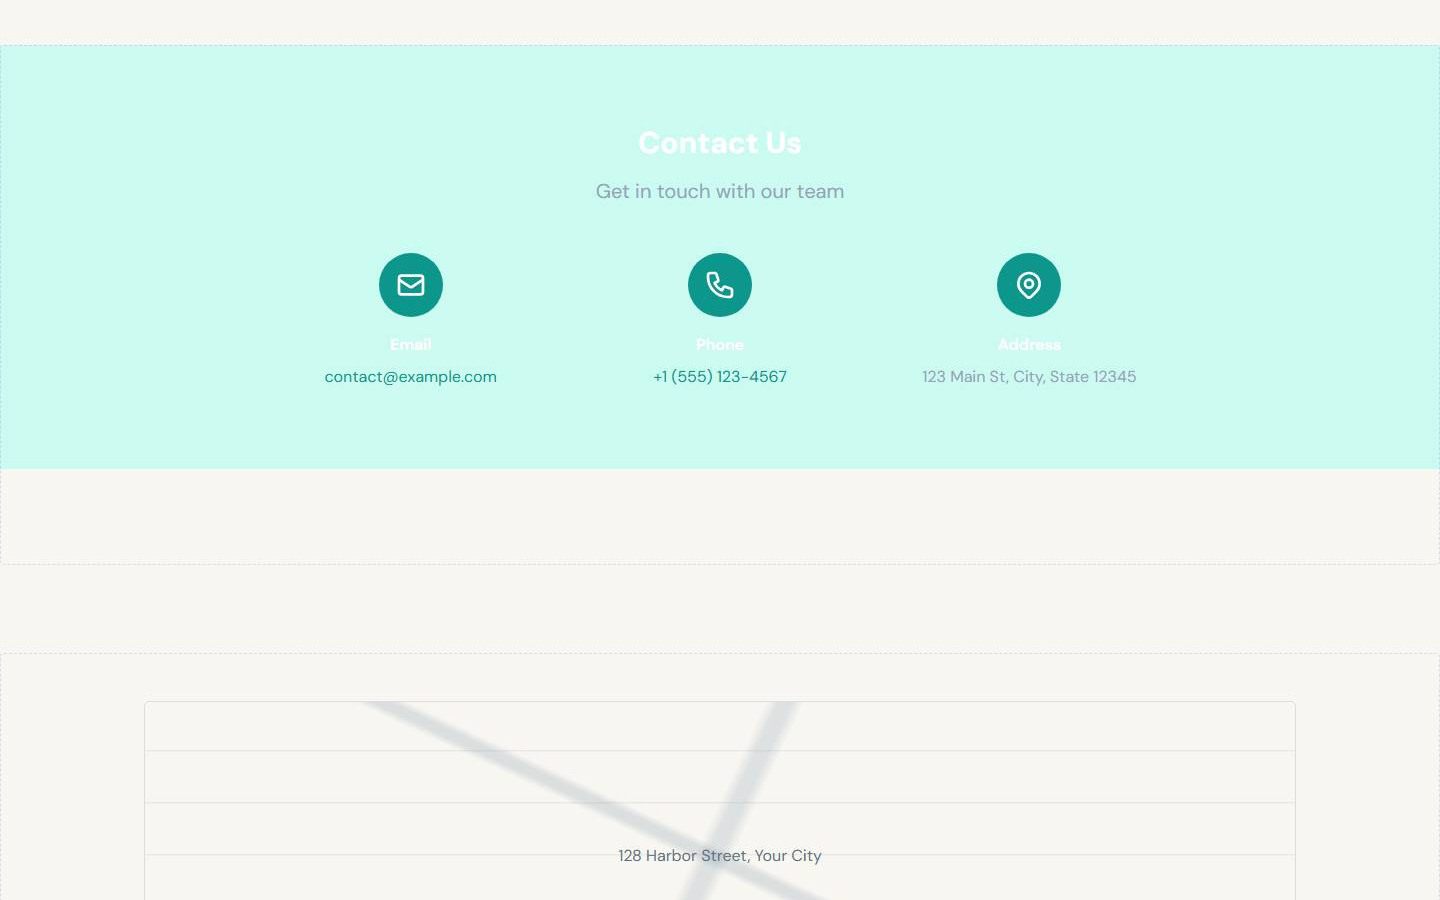 Contact Us
Get in touch with our team
Email
Phone
Address
contact@example.com
+1 (555) 123-4567
123 Main St, City, State 12345
128 Harbor Street, Your City